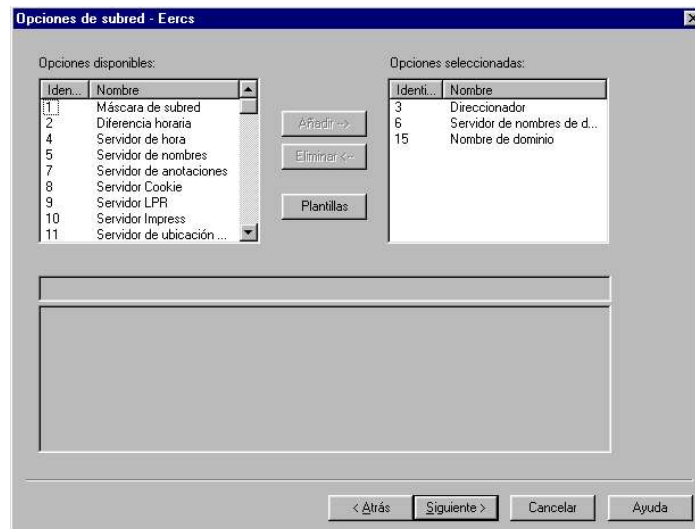 Opciones de subred - Eercs
Opciones disponibles:
Iden... Nombre
1 Máscara de subred
2 Diferencia horaria
4 Servidor de hora
5 Servidor de nombres
7 Servidor de anotaciones
8 Servidor Cookie
9 Servidor LPR
10 Servidor Impress
11 Servidor de ubicación ...
Añadir -->
Eliminar <--
Plantillas
Opciones seleccionadas:
Identi... Nombre
3 Direccionador
6 Servidor de nombres de d...
15 Nombre de dominio
< Atrás Siguiente > Cancelar Ayuda